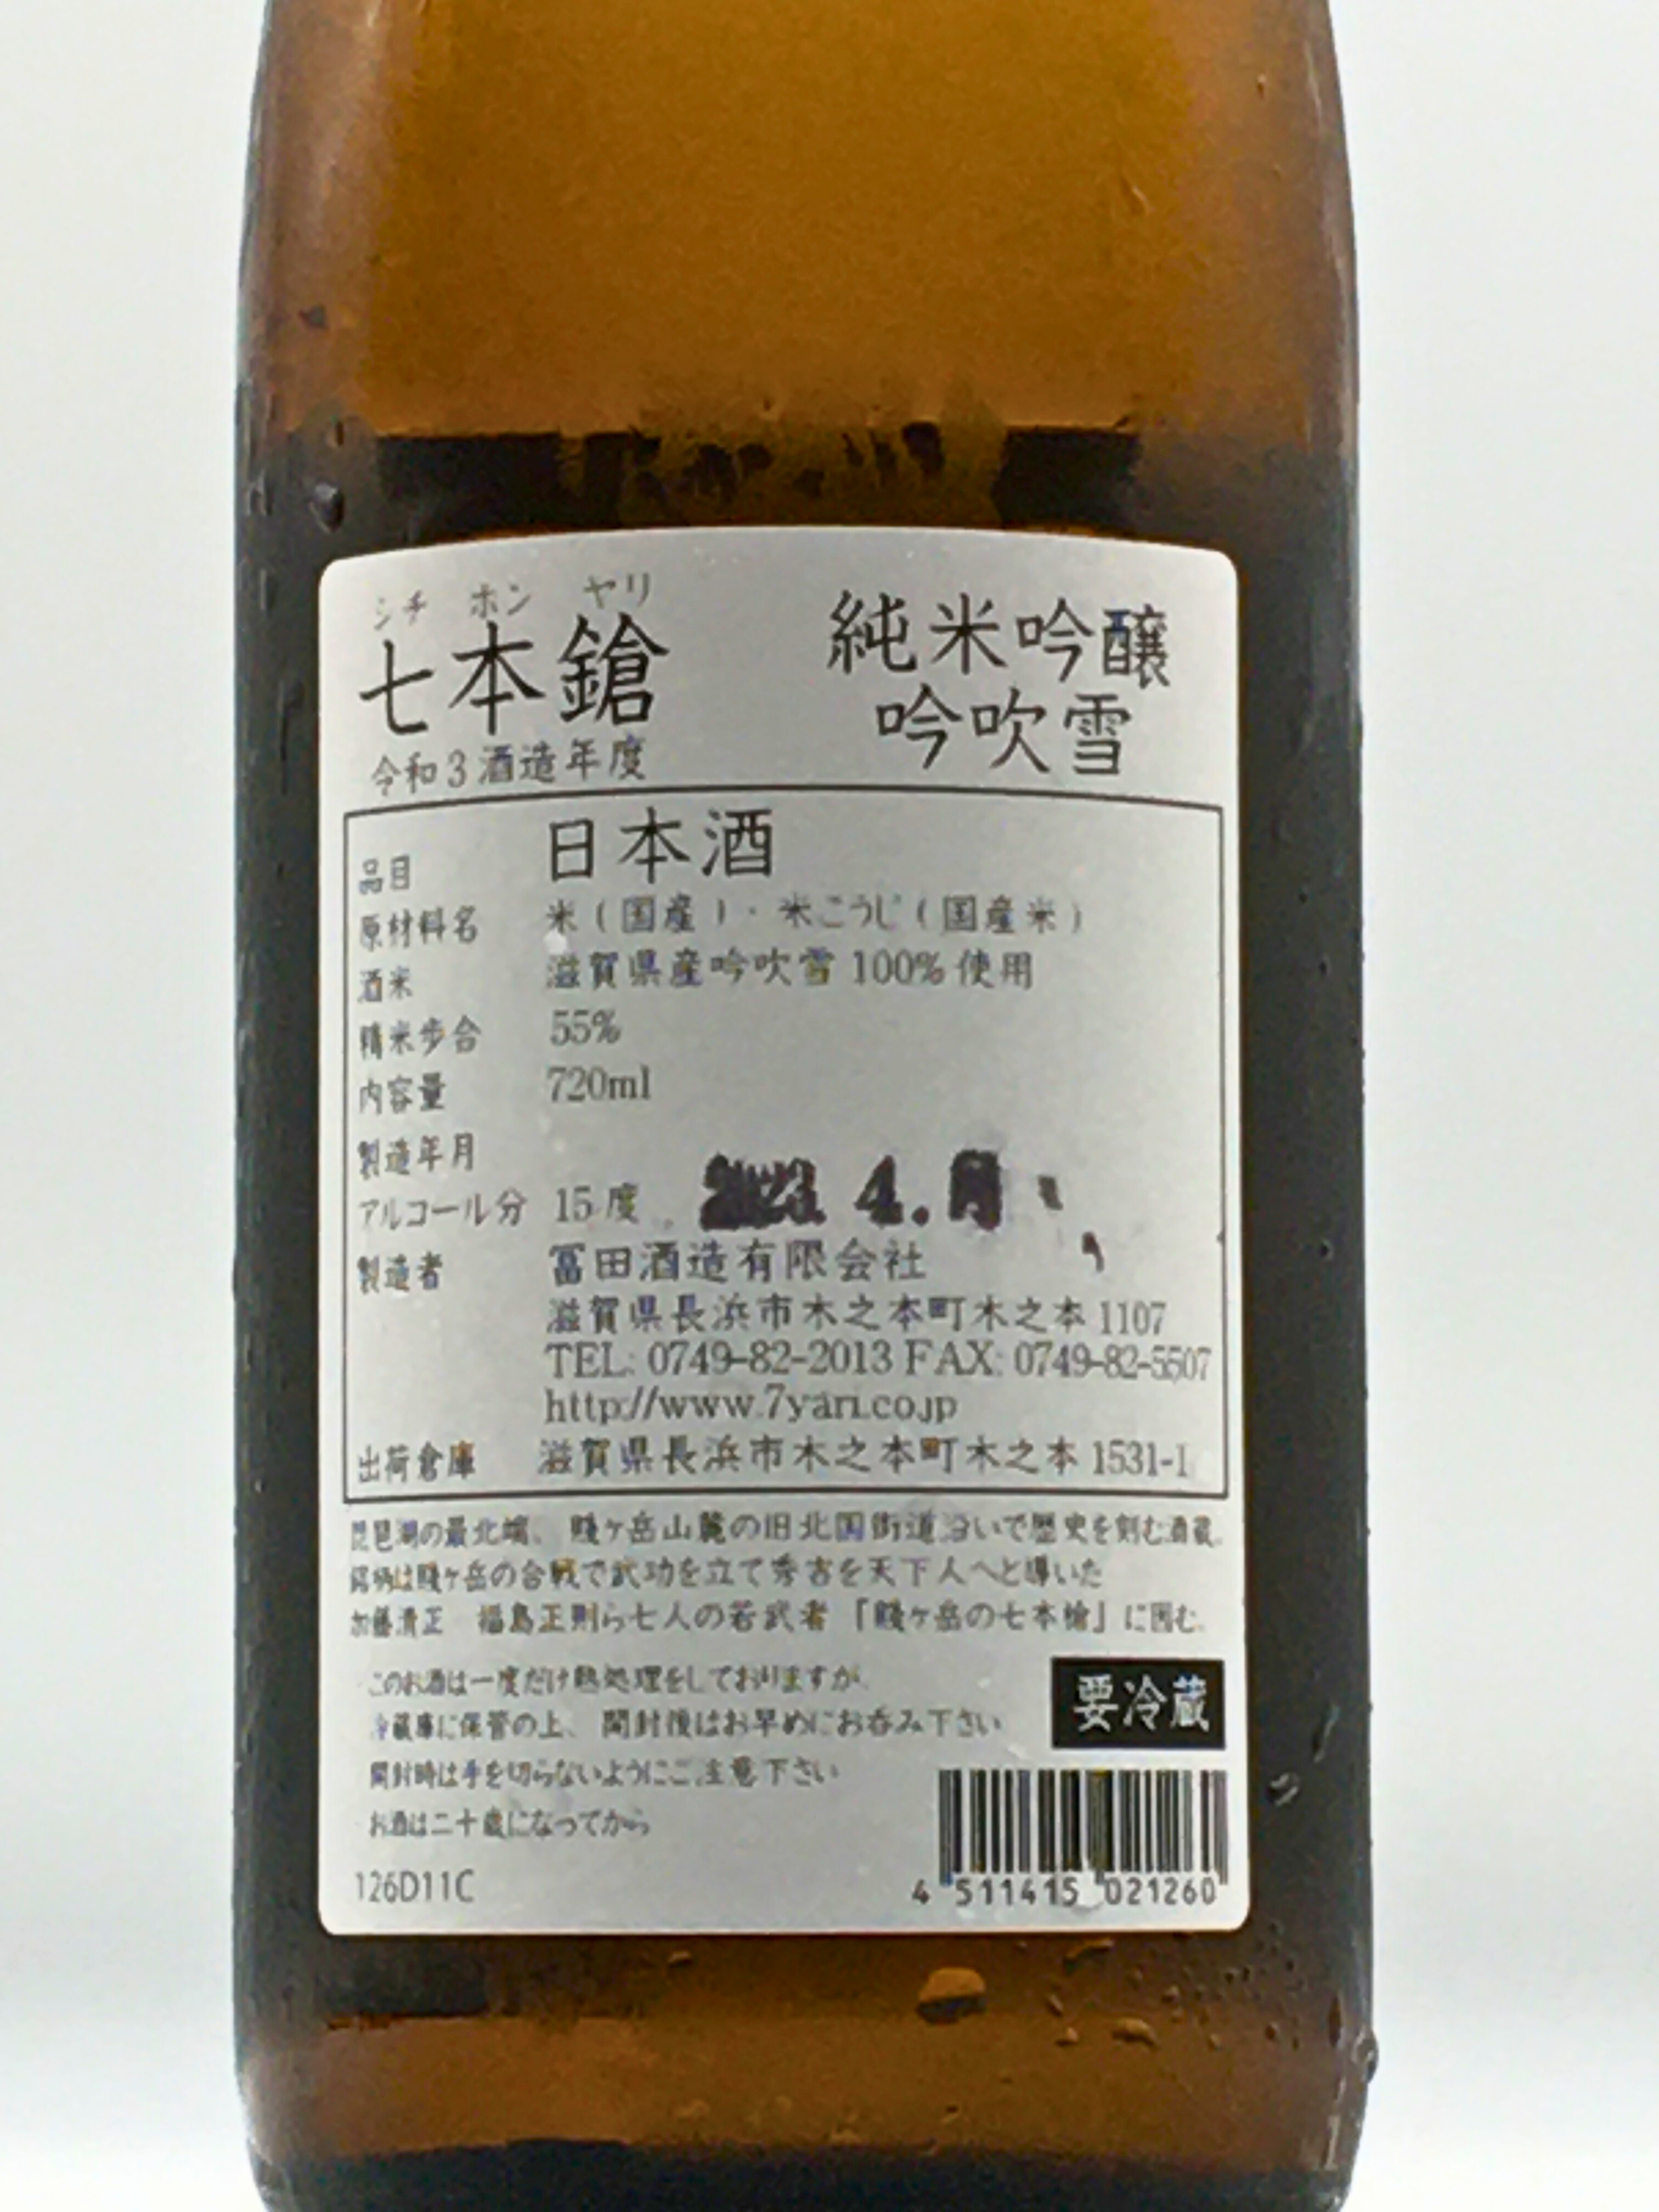 シチ ホン ヤリ
七本鎗
純米吟醸
吟吹雪
令和3酒造年度
品目 日本酒
原材料名 米(国産)・米こうじ(国産米)
酒米 滋賀県産吟吹雪100%使用
精米歩合 55%
内容量 720ml
製造年月 2023. 4.
アルコール分 15度
製造者 冨田酒造有限会社
滋賀県長浜市木之本町木之本1107
TEL: 0749-82-2013 FAX: 0749-82-5507
http://www.7yari.co.jp
出荷倉庫 滋賀県長浜市木之本町木之本1531-1
琵琶湖の最北端、賤ヶ岳山麓の旧北国街道沿いで歴史を刻む酒蔵。
銘柄は賤ヶ岳の合戦で武功を立て秀吉を天下人へと導いた
加藤清正 福島正則ら七人の若武者「賤ヶ岳の七本槍」に因む。
このお酒は一度だけ熱処理をしておりますが、
冷蔵庫に保管の上、開封後はお早めにお呑み下さい
開封時は手を切らないようにご注意下さい
お酒は二十歳になってから
要冷蔵
126D11C
4 511415 021260